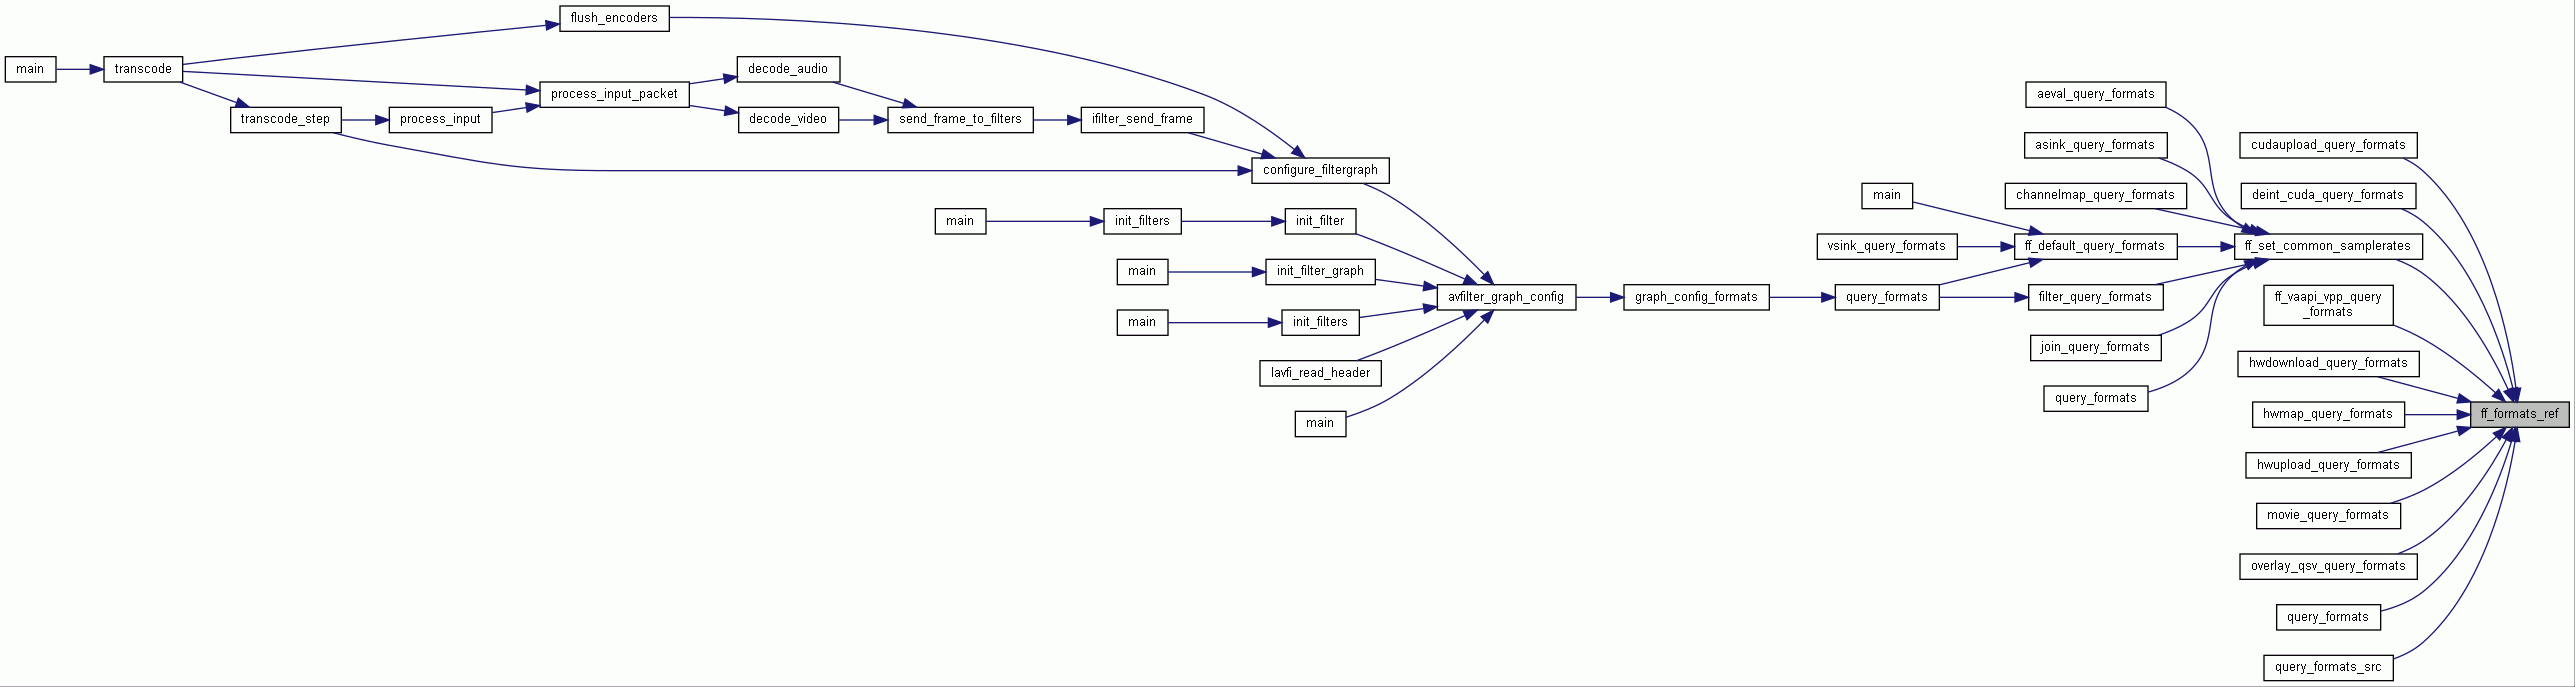 flush_encoders
main
transcode
decode_audio
process_input_packet
aeval_query_formats
transcode_step
process_input
decode_video
send_frame_to_filters
ifilter_send_frame
asink_query_formats
cudaupload_query_formats
configure_filtergraph
main
channelmap_query_formats
deint_cuda_query_formats
main
init_filters
init_filter
vsink_query_formats
ff_default_query_formats
ff_set_common_samplerates
main
init_filter_graph
avfilter_graph_config
graph_config_formats
query_formats
filter_query_formats
ff_vaapi_vpp_query
_formats
main
init_filters
join_query_formats
hwdownload_query_formats
lavfi_read_header
query_formats
hwmap_query_formats
ff_formats_ref
main
hwupload_query_formats
movie_query_formats
overlay_qsv_query_formats
query_formats
query_formats_src